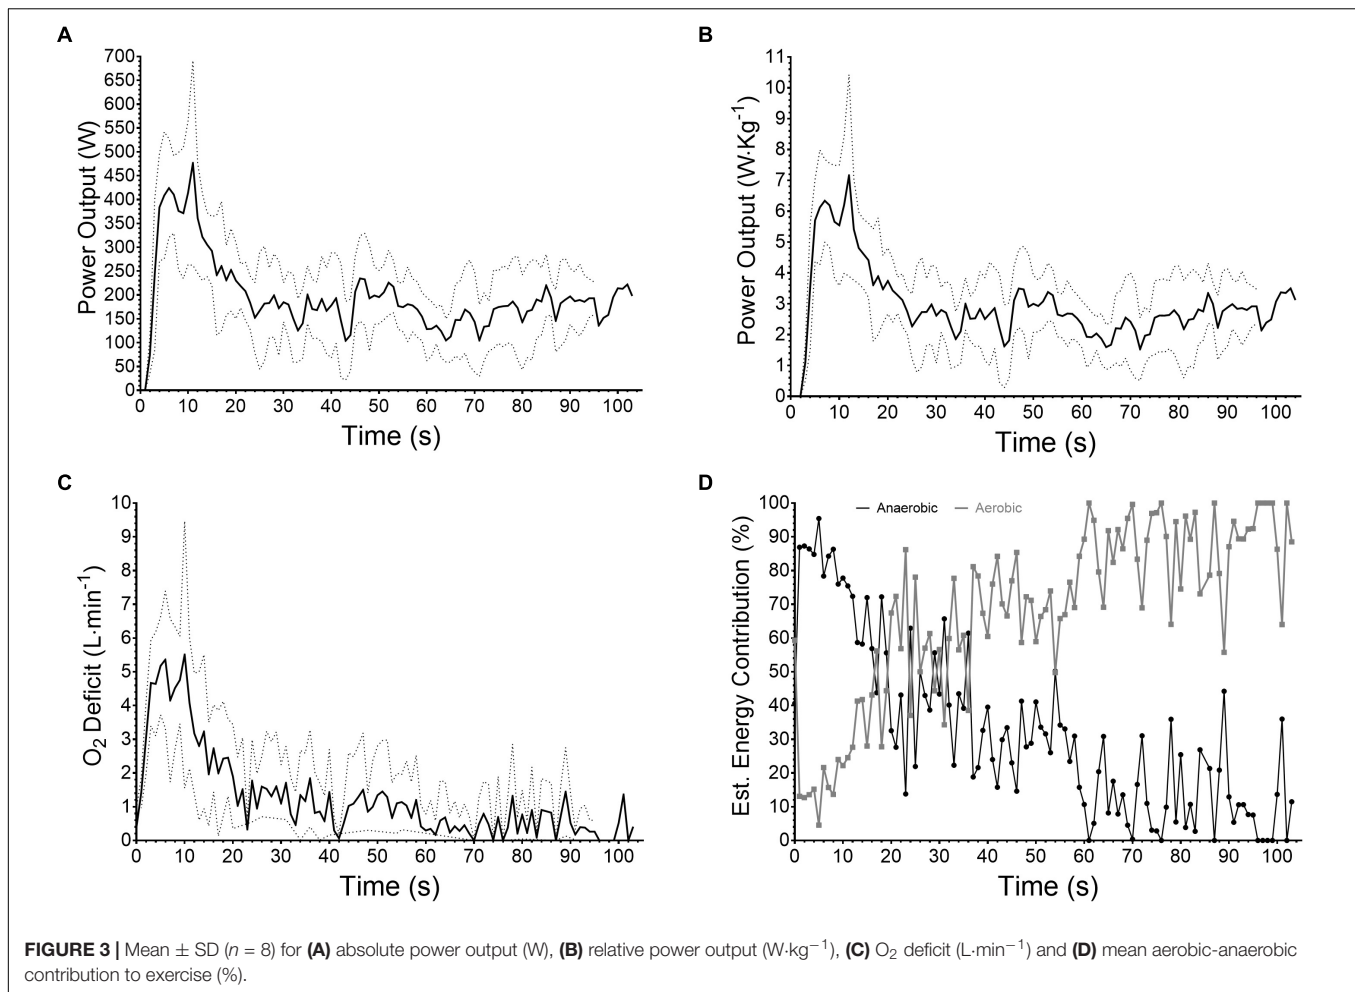 A
700
650
600
550
500
450
400
350
300
250
200
150
100
50
0
Power Output (W)
0 10 20 30 40 50 60 70 80 90 100
Time (s)
B
11
10
9
8
7
6
5
4
3
2
1
0
Power Output (W·Kg⁻¹)
0 10 20 30 40 50 60 70 80 90 100
Time (s)
C
10
9
8
7
6
5
4
3
2
1
0
O₂ Deficit (L·min⁻¹)
0 10 20 30 40 50 60 70 80 90 100
Time (s)
D
100
90
80
70
60
50
40
30
20
10
0
Est. Energy Contribution (%)
Anaerobic Aerobic
0 10 20 30 40 50 60 70 80 90 100
Time (s)
FIGURE 3 | Mean ± SD (n = 8) for (A) absolute power output (W), (B) relative power output (W·kg⁻¹), (C) O₂ deficit (L·min⁻¹) and (D) mean aerobic-anaerobic
contribution to exercise (%).